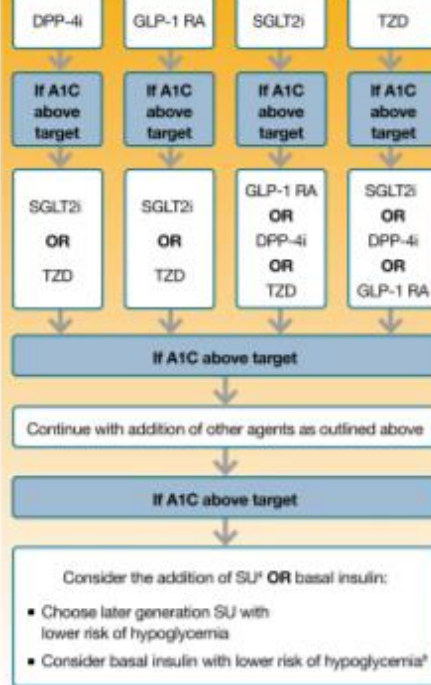 DPP-4i
GLP-1 RA
SGLT2i
TZD
If A1C
above
target
If A1C
above
target
If A1C
above
target
If A1C
above
target
SGLT2i
OR
TZD
SGLT2i
OR
TZD
GLP-1 RA
OR
DPP-4i
OR
TZD
SGLT2i
OR
DPP-4i
OR
GLP-1 RA
If A1C above target
Continue with addition of other agents as outlined above
If A1C above target
Consider the addition of SU OR basal insulin:
▪ Choose later generation SU with
lower risk of hypoglycemia
▪ Consider basal insulin with lower risk of hypoglycemia